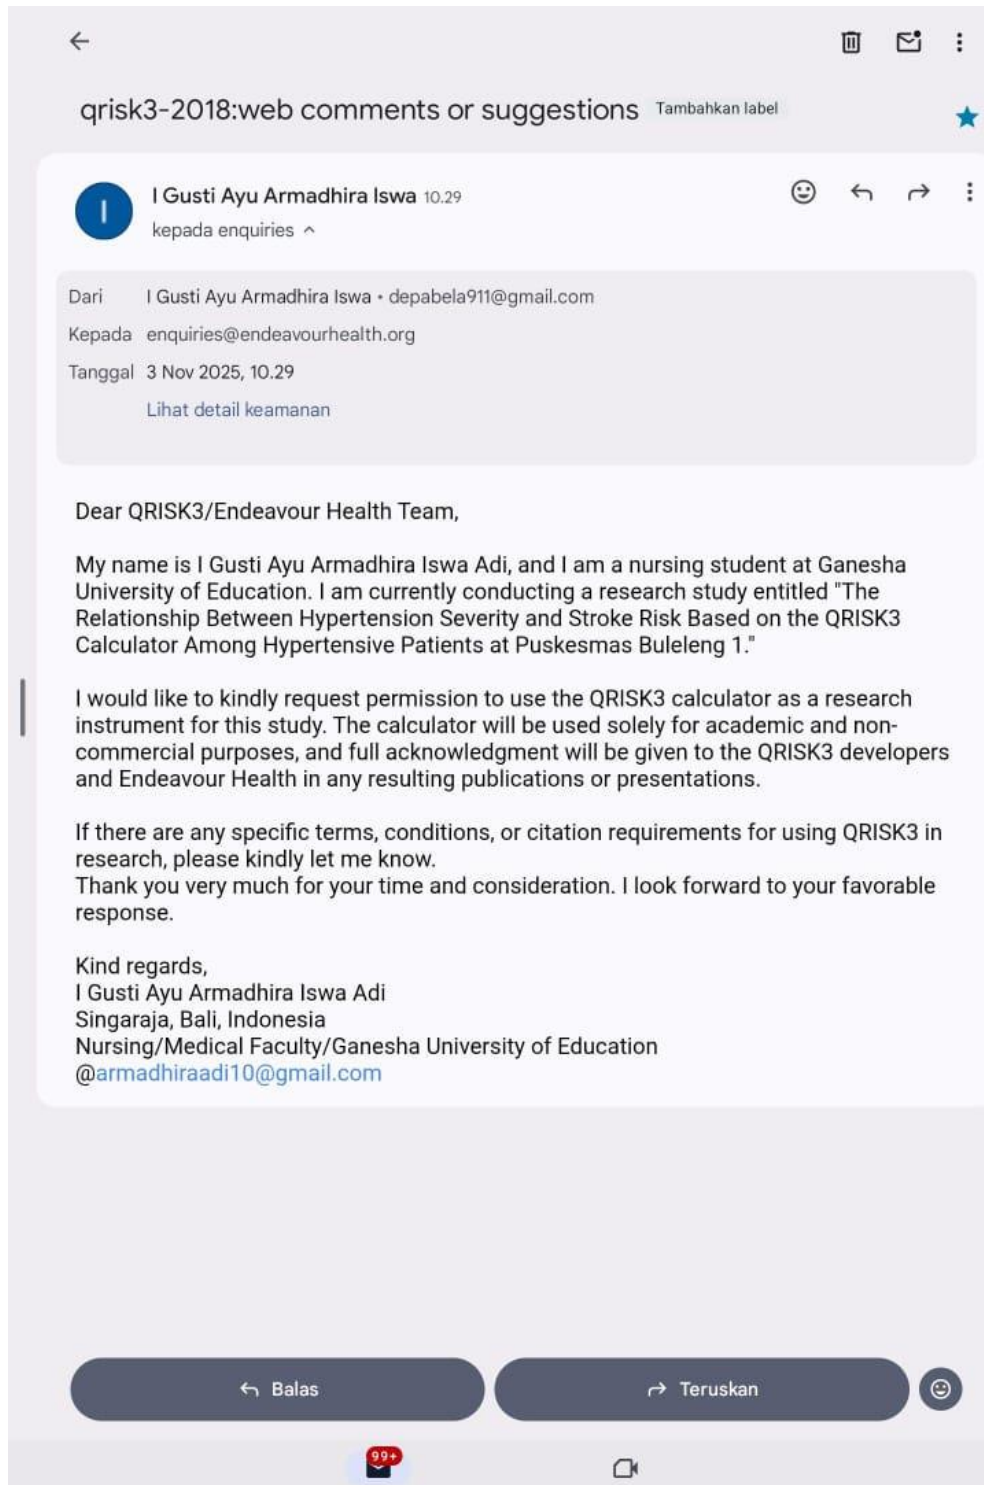 qrisk3-2018:web comments or suggestions Tambahkan label
I
I Gusti Ayu Armadhira Iswa 10.29
kepada enquiries
Dari I Gusti Ayu Armadhira Iswa • depabela911@gmail.com
Kepada enquiries@endeavourhealth.org
Tanggal 3 Nov 2025, 10.29
Lihat detail keamanan
Dear QRISK3/Endeavour Health Team,
My name is I Gusti Ayu Armadhira Iswa Adi, and I am a nursing student at Ganesha
University of Education. I am currently conducting a research study entitled "The
Relationship Between Hypertension Severity and Stroke Risk Based on the QRISK3
Calculator Among Hypertensive Patients at Puskesmas Buleleng 1."
I would like to kindly request permission to use the QRISK3 calculator as a research
instrument for this study. The calculator will be used solely for academic and non-
commercial purposes, and full acknowledgment will be given to the QRISK3 developers
and Endeavour Health in any resulting publications or presentations.
If there are any specific terms, conditions, or citation requirements for using QRISK3 in
research, please kindly let me know.
Thank you very much for your time and consideration. I look forward to your favorable
response.
Kind regards,
I Gusti Ayu Armadhira Iswa Adi
Singaraja, Bali, Indonesia
Nursing/Medical Faculty/Ganesha University of Education
@armadhiraadi10@gmail.com
Balas
Teruskan
99+